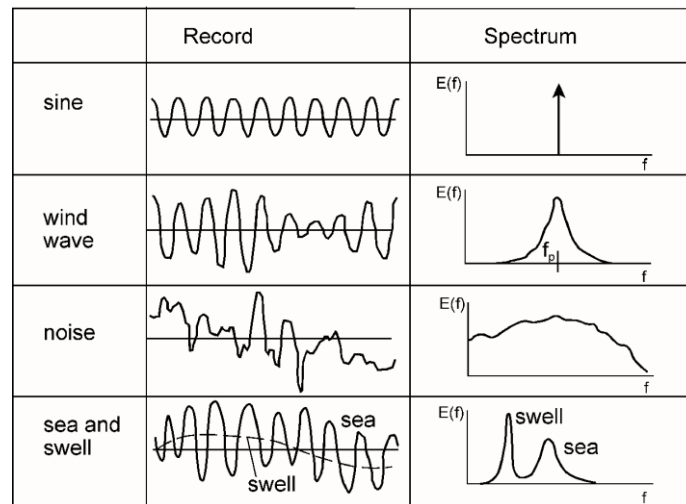 Record Spectrum
sine
E(f)
f
wind
wave
E(f)
fp
f
noise
E(f)
f
sea and
swell
sea
swell
E(f)
swell
sea
f